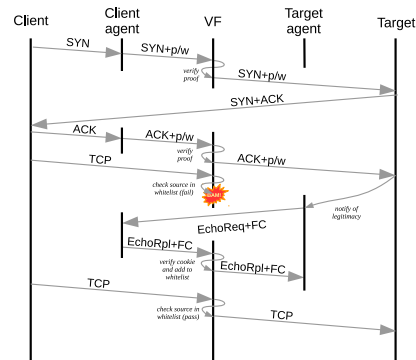 Client
Client
agent
VF
Target
agent
Target
SYN
SYN+p/w
verify
proof
SYN+p/w
SYN+ACK
ACK
ACK+p/w
verify
proof
ACK+p/w
TCP
check source in
whitelist (fail)
notify of
legitimacy
EchoReq+FC
EchoRpl+FC
verify cookie
and add to
whitelist
EchoRpl+FC
TCP
check source in
whitelist (pass)
TCP